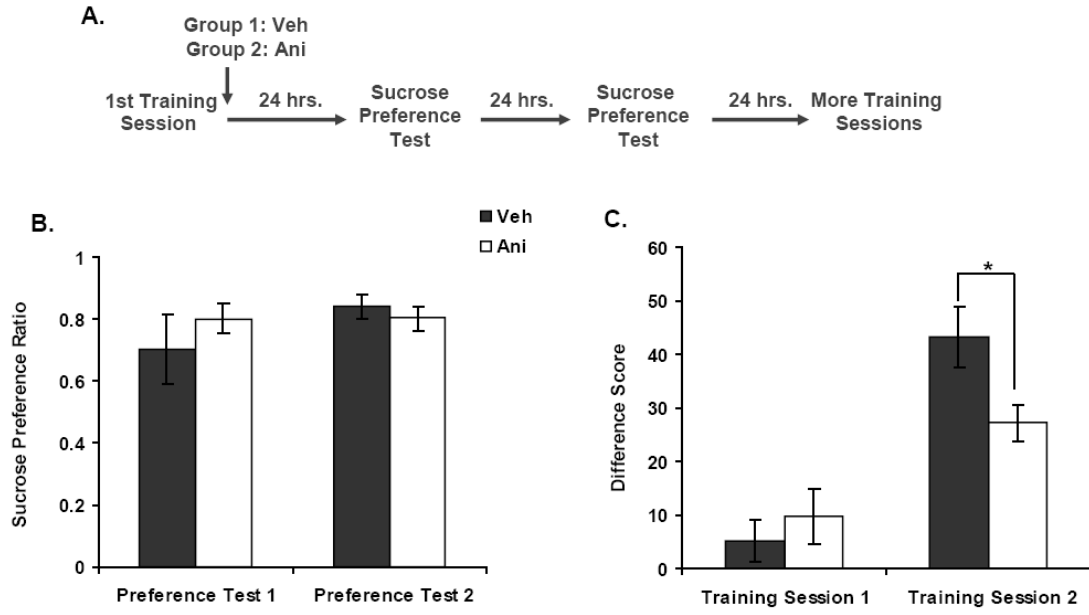 A.
Group 1: Veh
Group 2: Ani
1st Training
Session
24 hrs.
Sucrose
Preference
Test
24 hrs.
Sucrose
Preference
Test
24 hrs.
More Training
Sessions
B.
Veh
Ani
Sucrose Preference Ratio
1
0.8
0.6
0.4
0.2
0
Preference Test 1
Preference Test 2
C.
Difference Score
60
50
40
30
20
10
0
*
Training Session 1
Training Session 2